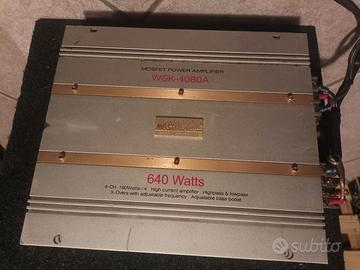 MOSFET POWER AMPLIFIER
WSK-4080A
640 Watts
4-CH. 160Watts / 4 . High current amplifier . Highpass & lowpass
X-Overs with adjustable frequency . Adjustable bass boost
subito